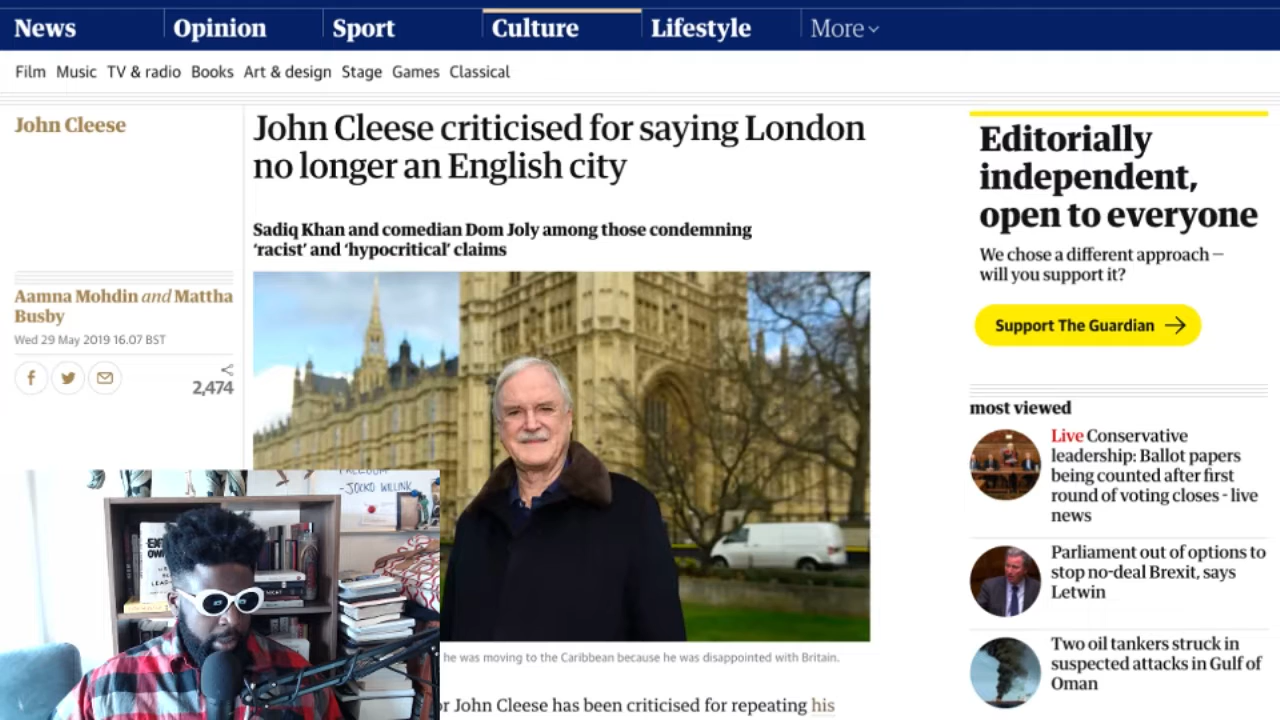 News Opinion Sport Culture Lifestyle More
Film Music TV & radio Books Art & design Stage Games Classical
John Cleese
John Cleese criticised for saying London
no longer an English city
Sadiq Khan and comedian Dom Joly among those condemning
‘racist’ and ‘hypocritical’ claims
Aamna Mohdin and Mattha
Busby
Wed 29 May 2019 16.07 BST
2,474
FREEDOM
-JOCKO WILLINK
he was moving to the Caribbean because he was disappointed with Britain.
or John Cleese has been criticised for repeating his
Editorially
independent,
open to everyone
We chose a different approach –
will you support it?
Support The Guardian
most viewed
Live Conservative
leadership: Ballot papers
being counted after first
round of voting closes - live
news
Parliament out of options to
stop no-deal Brexit, says
Letwin
Two oil tankers struck in
suspected attacks in Gulf of
Oman